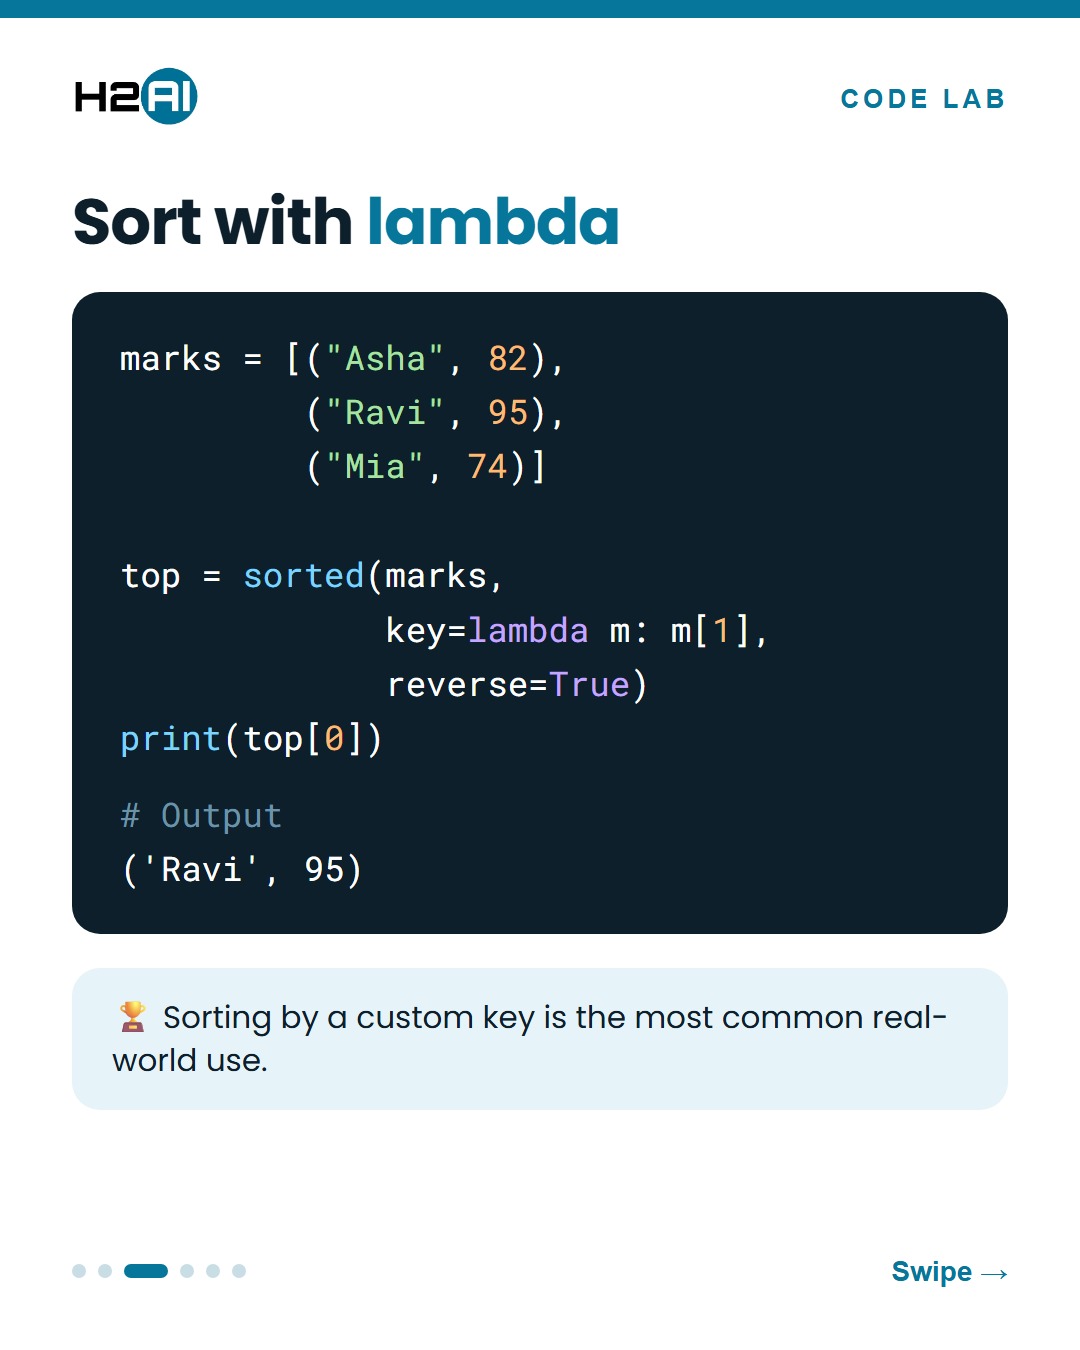 H2AI
CODE LAB
Sort with lambda
marks = [("Asha", 82),
         ("Ravi", 95),
         ("Mia", 74)]
top = sorted(marks,
             key=lambda m: m[1],
             reverse=True)
print(top[0])
# Output
('Ravi', 95)
🏆 Sorting by a custom key is the most common real-
world use.
Swipe →